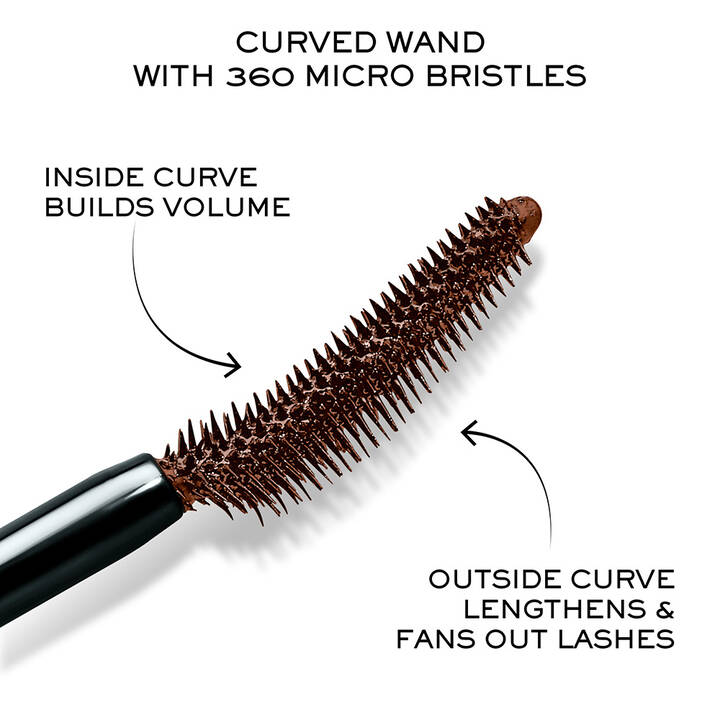 CURVED WAND
WITH 360 MICRO BRISTLES
INSIDE CURVE
BUILDS VOLUME
OUTSIDE CURVE
LENGTHENS &
FANS OUT LASHES